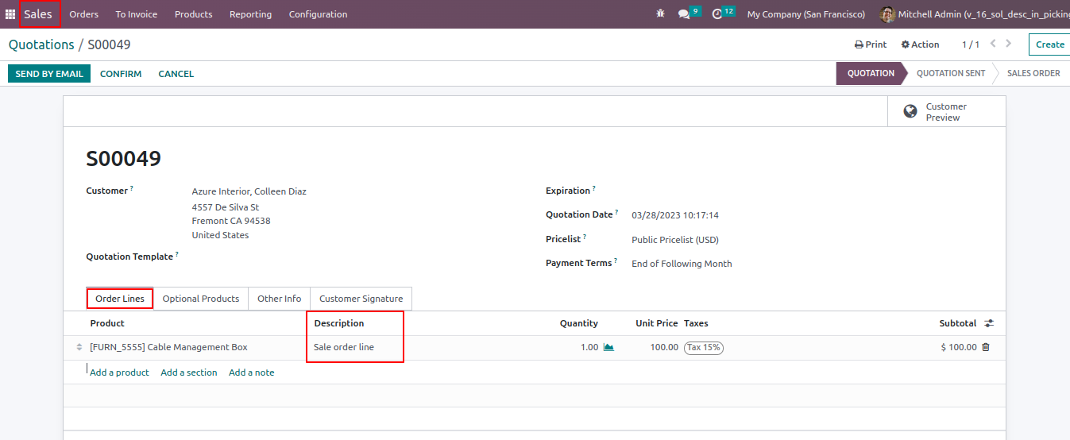 Sales Orders To Invoice Products Reporting Configuration 9 12 My Company (San Francisco) Mitchell Admin (v_16_sol_desc_in_picking
Quotations / S00049 Print Action 1 / 1 Create
SEND BY EMAIL CONFIRM CANCEL QUOTATION QUOTATION SENT SALES ORDER
Customer
Preview
S00049
Customer ? Azure Interior, Colleen Diaz
4557 De Silva St
Fremont CA 94538
United States
Quotation Template ?
Expiration ?
Quotation Date ? 03/28/2023 10:17:14
Pricelist ? Public Pricelist (USD)
Payment Terms ? End of Following Month
Order Lines Optional Products Other Info Customer Signature
Product Description Quantity Unit Price Taxes Subtotal
[FURN_5555] Cable Management Box Sale order line 1.00 100.00 Tax 15% $ 100.00
Add a product Add a section Add a note